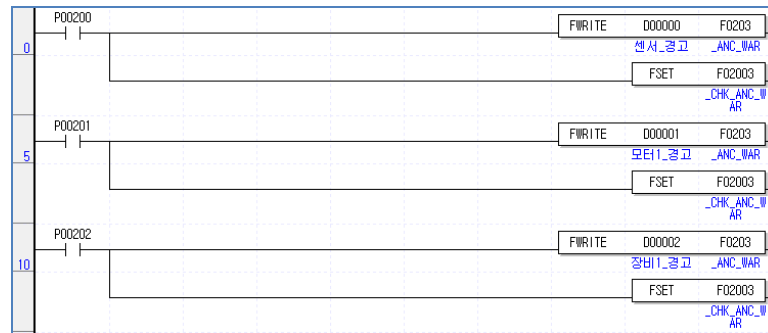 P00200
FWRITE D00000 F0203
0
센서_경고 _ANC_WAR
FSET F02003
_CHK_ANC_W
AR
P00201
FWRITE D00001 F0203
5
모터1_경고 _ANC_WAR
FSET F02003
_CHK_ANC_W
AR
P00202
FWRITE D00002 F0203
10
장비1_경고 _ANC_WAR
FSET F02003
_CHK_ANC_W
AR